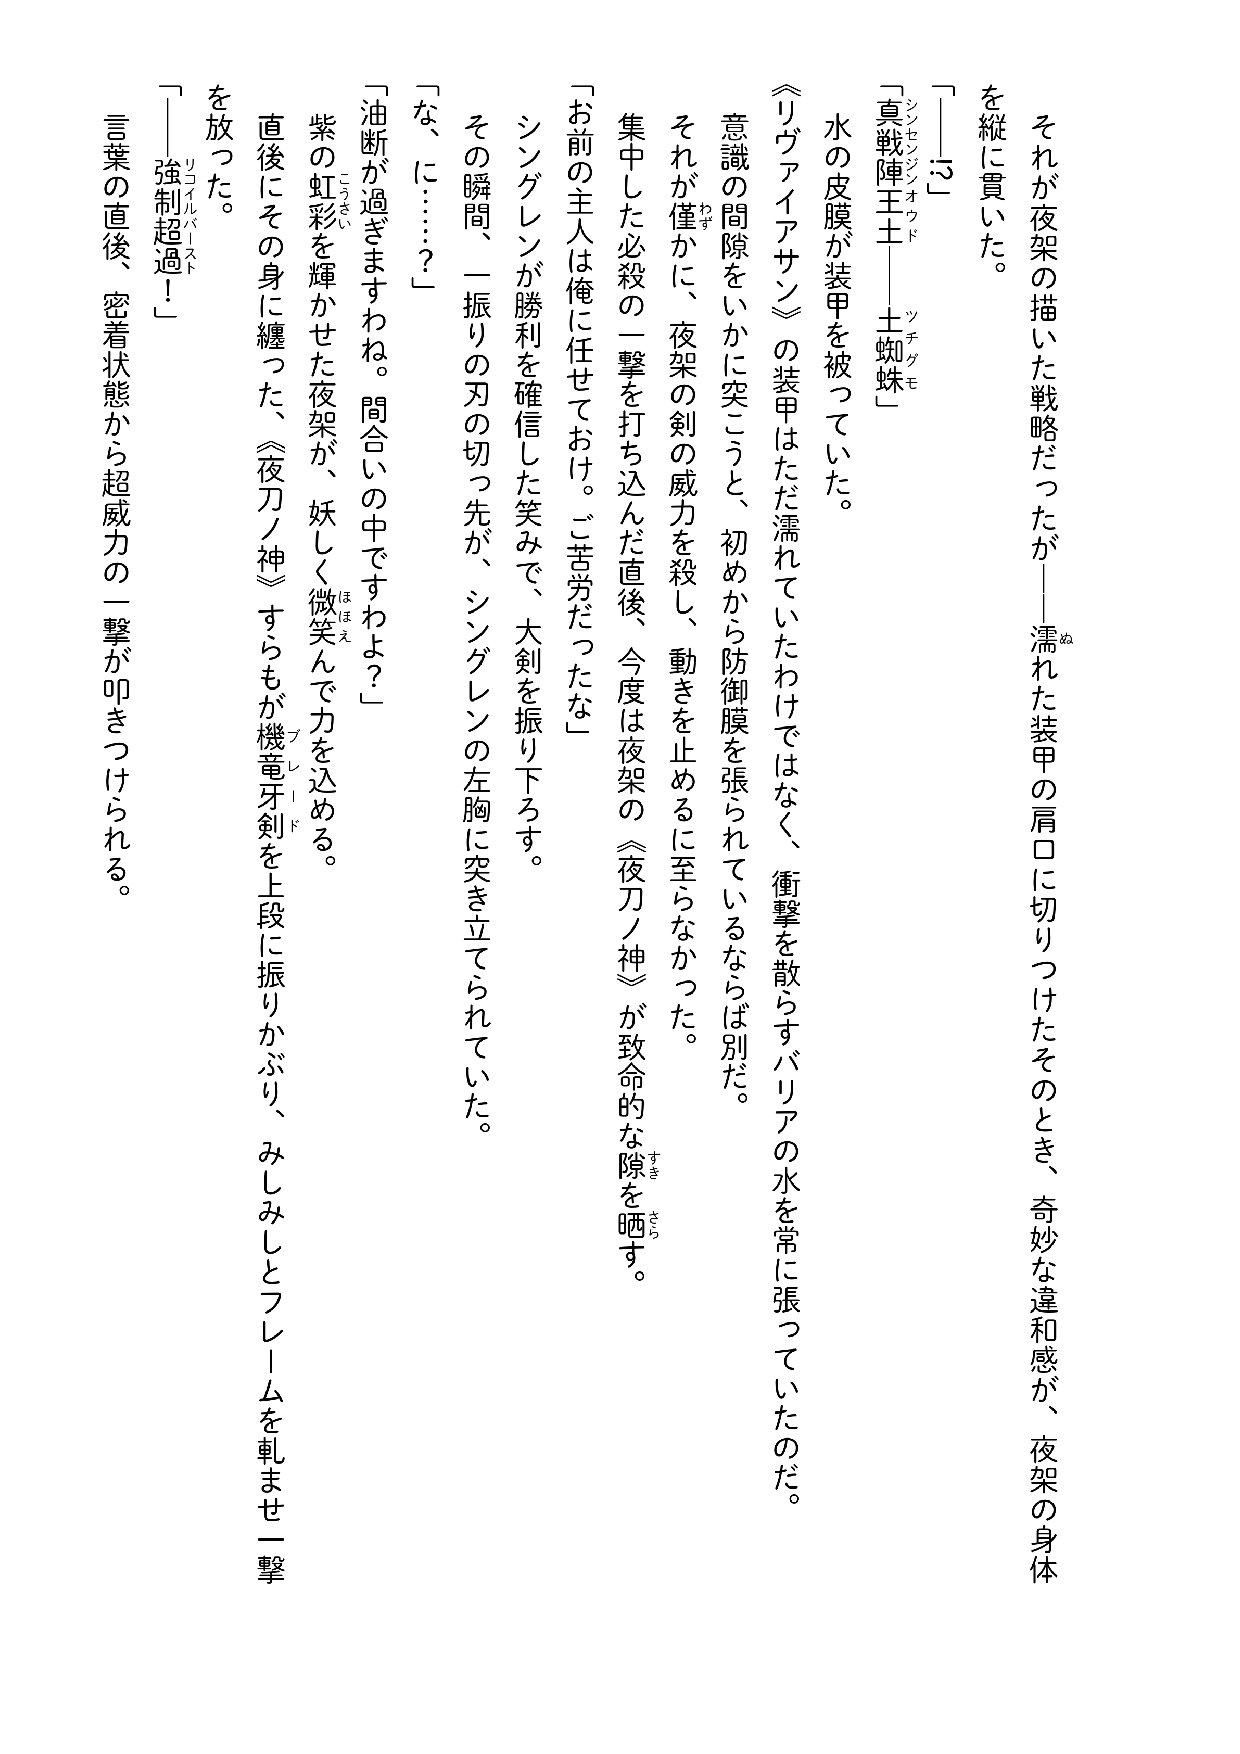 それが夜架の描いた戦略だったが――濡れた装甲の肩口に切りつけたそのとき、奇妙な違和感が、夜架の身体
を縦に貫いた。
「――!?」
「真戦陣王土――土蜘蛛」
水の皮膜が装甲を被っていた。
《リヴァイアサン》の装甲はただ濡れていたわけではなく、衝撃を散らすバリアの水を常に張っていたのだ。
意識の間隙をいかに突こうと、初めから防御膜を張られているならば別だ。
それが僅かに、夜架の剣の威力を殺し、動きを止めるに至らなかった。
集中した必殺の一撃を打ち込んだ直後、今度は夜架の《夜刀ノ神》が致命的な隙を晒す。
「お前の主人は俺に任せておけ。ご苦労だったな」
シングレンが勝利を確信した笑みで、大剣を振り下ろす。
その瞬間、一振りの刃の切っ先が、シングレンの左胸に突き立てられていた。
「な、に……？」
「油断が過ぎますわね。間合いの中ですわよ？」
紫の虹彩を輝かせた夜架が、妖しく微笑んで力を込める。
直後にその身に纏った、《夜刀ノ神》すらもが機竜牙剣を上段に振りかぶり、みしみしとフレームを軋ませ一撃
を放った。
「――強制超過！」
言葉の直後、密着状態から超威力の一撃が叩きつけられる。